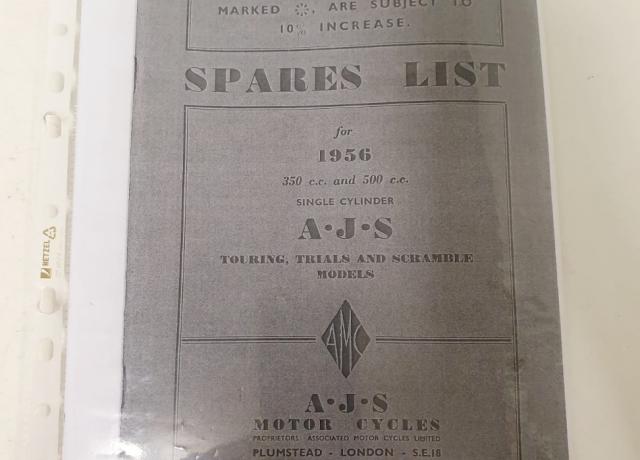 MARKED , ARE SUBJECT TO
10% INCREASE.
SPARES LIST
for
1956
350 c.c. and 500 c.c.
SINGLE CYLINDER
A·J·S
TOURING, TRIALS AND SCRAMBLE
MODELS
AMC
A·J·S
MOTOR CYCLES
PROPRIETORS ASSOCIATED MOTOR CYCLES LIMITED
PLUMSTEAD - LONDON - S.E.18
HETZEL